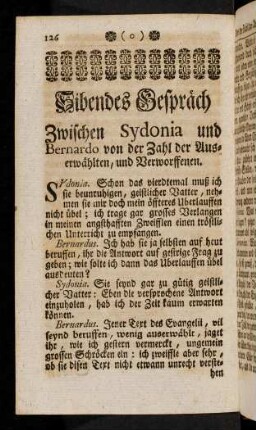 126 ( o )
Sibendes Gespräch
Zwischen Sydonia und
Bernardo von der Zahl der Aus-
erwählten, und Verworffenen.
SYdonia. Schon das vierdtemal muß ich
sie beunruhigen, geistlicher Vatter, neh-
men sie mir doch mein öffteres Uberlauffen
nicht übel; ich trage gar grosses Verlangen
in meinen angsthafften Zweifflen einen tröstli-
chen Unterricht zu empfangen.
Bernardus. Ich hab sie ja selbsten auf heut
beruffen, ihr die Antwort auf gestrige Frag zu
geben; wie solte ich dann das Uberlauffen übel
ausdeuten?
Sydonia. Sie seynd gar zu gütig geistli-
cher Vatter: Eben die versprochene Antwort
einzuholen, hab ich der Zeit kaum erwarten
können.
Bernardus. Jener Text des Evangelii, vil
seynd beruffen, wenig auserwählt, jaget
ihr, wie ich gestern vermerckt, ungemein
grossen Schröcken ein: ich zweiffle aber sehr,
ob sie disen Text nicht etwann unrecht verste-
hen